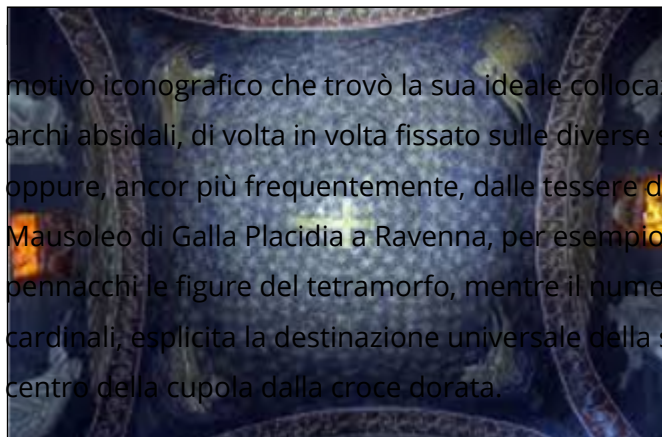 motivo iconografico che trovò la sua ideale
archi absidali, di volta in volta fissato sulle diverse
oppure, ancor più frequentemente, dalle tessere
Mausoleo di Galla Placidia a Ravenna, per esempio
pennacchi le figure del tetramorfo, mentre il
cardinali, esplicita la destinazione universale della
centro della cupola dalla croce dorata.